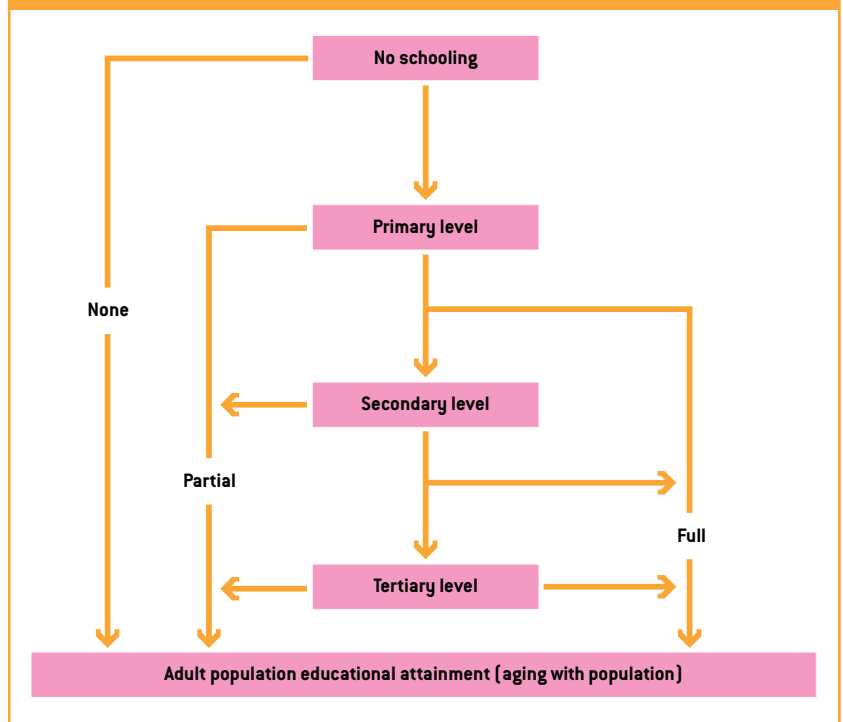 No schooling
Primary level
None
Secondary level
Partial
Full
Tertiary level
Adult population educational attainment (aging with population)